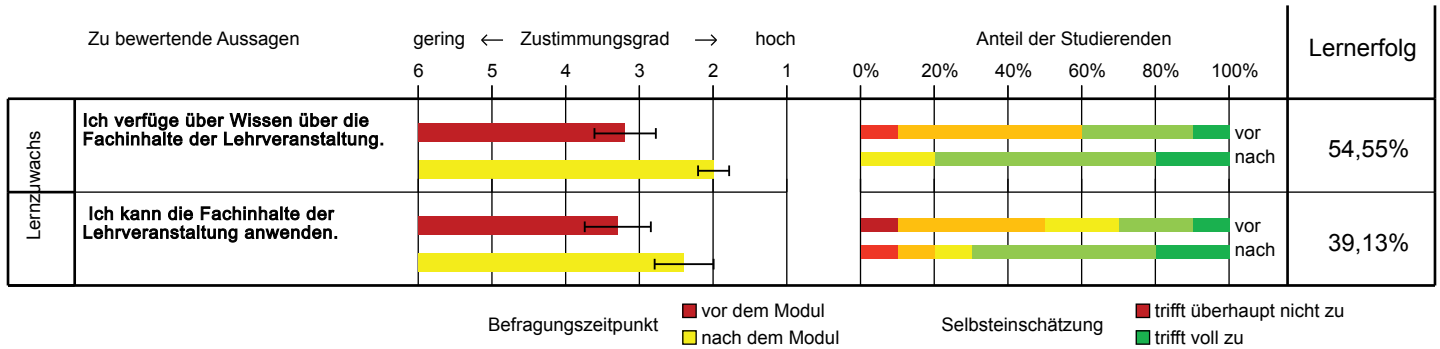 Zu bewertende Aussagen gering ← Zustimmungsgrad → hoch Anteil der Studierenden Lernerfolg
6 5 4 3 2 1 0% 20% 40% 60% 80% 100%
Lernzuwachs
Ich verfüge über Wissen über die
Fachinhalte der Lehrveranstaltung.
vor
nach
54,55%
Ich kann die Fachinhalte der
Lehrveranstaltung anwenden.
vor
nach
39,13%
Befragungszeitpunkt
vor dem Modul
nach dem Modul
Selbsteinschätzung
trifft überhaupt nicht zu
trifft voll zu